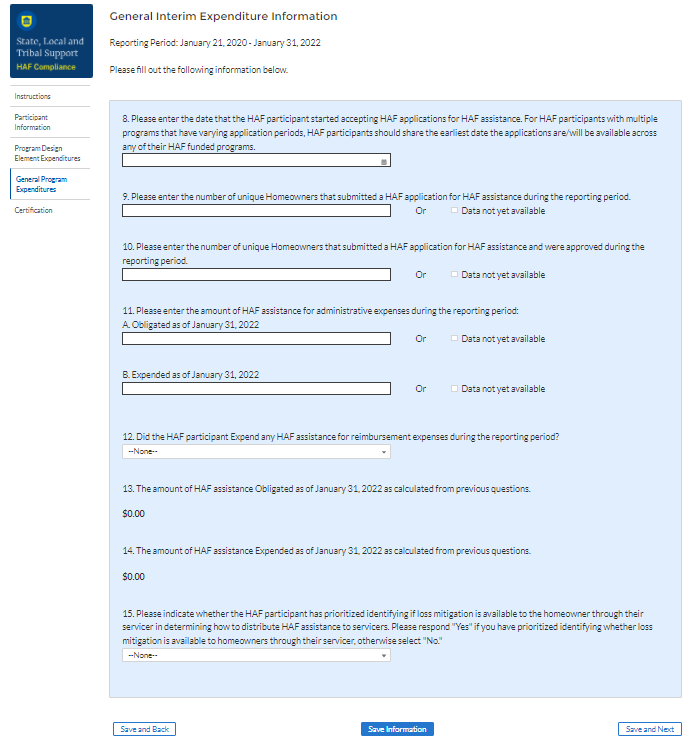 State, Local and
Tribal Support
HAF Compliance
Instructions
Participant
Information
Program Design
Element Expenditures
General Program
Expenditures
Certification
General Interim Expenditure Information
Reporting Period: January 21, 2020 - January 31, 2022
Please fill out the following information below.
8. Please enter the date that the HAF participant started accepting HAF applications for HAF assistance. For HAF participants with multiple
programs that have varying application periods, HAF participants should share the earliest date the applications are/will be available across
any of their HAF funded programs.
9. Please enter the number of unique Homeowners that submitted a HAF application for HAF assistance during the reporting period.
Or Data not yet available
10. Please enter the number of unique Homeowners that submitted a HAF application for HAF assistance and were approved during the
reporting period.
Or Data not yet available
11. Please enter the amount of HAF assistance for administrative expenses during the reporting period:
A. Obligated as of January 31, 2022
Or Data not yet available
B. Expended as of January 31, 2022
Or Data not yet available
12. Did the HAF participant Expend any HAF assistance for reimbursement expenses during the reporting period?
--None--
13. The amount of HAF assistance Obligated as of January 31, 2022 as calculated from previous questions.
$0.00
14. The amount of HAF assistance Expended as of January 31, 2022 as calculated from previous questions.
$0.00
15. Please indicate whether the HAF participant has prioritized identifying if loss mitigation is available to the homeowner through their
servicer in determining how to distribute HAF assistance to servicers. Please respond "Yes" if you have prioritized identifying whether loss
mitigation is available to homeowners through their servicer, otherwise select "No."
--None--
Save and Back
Save Information
Save and Next